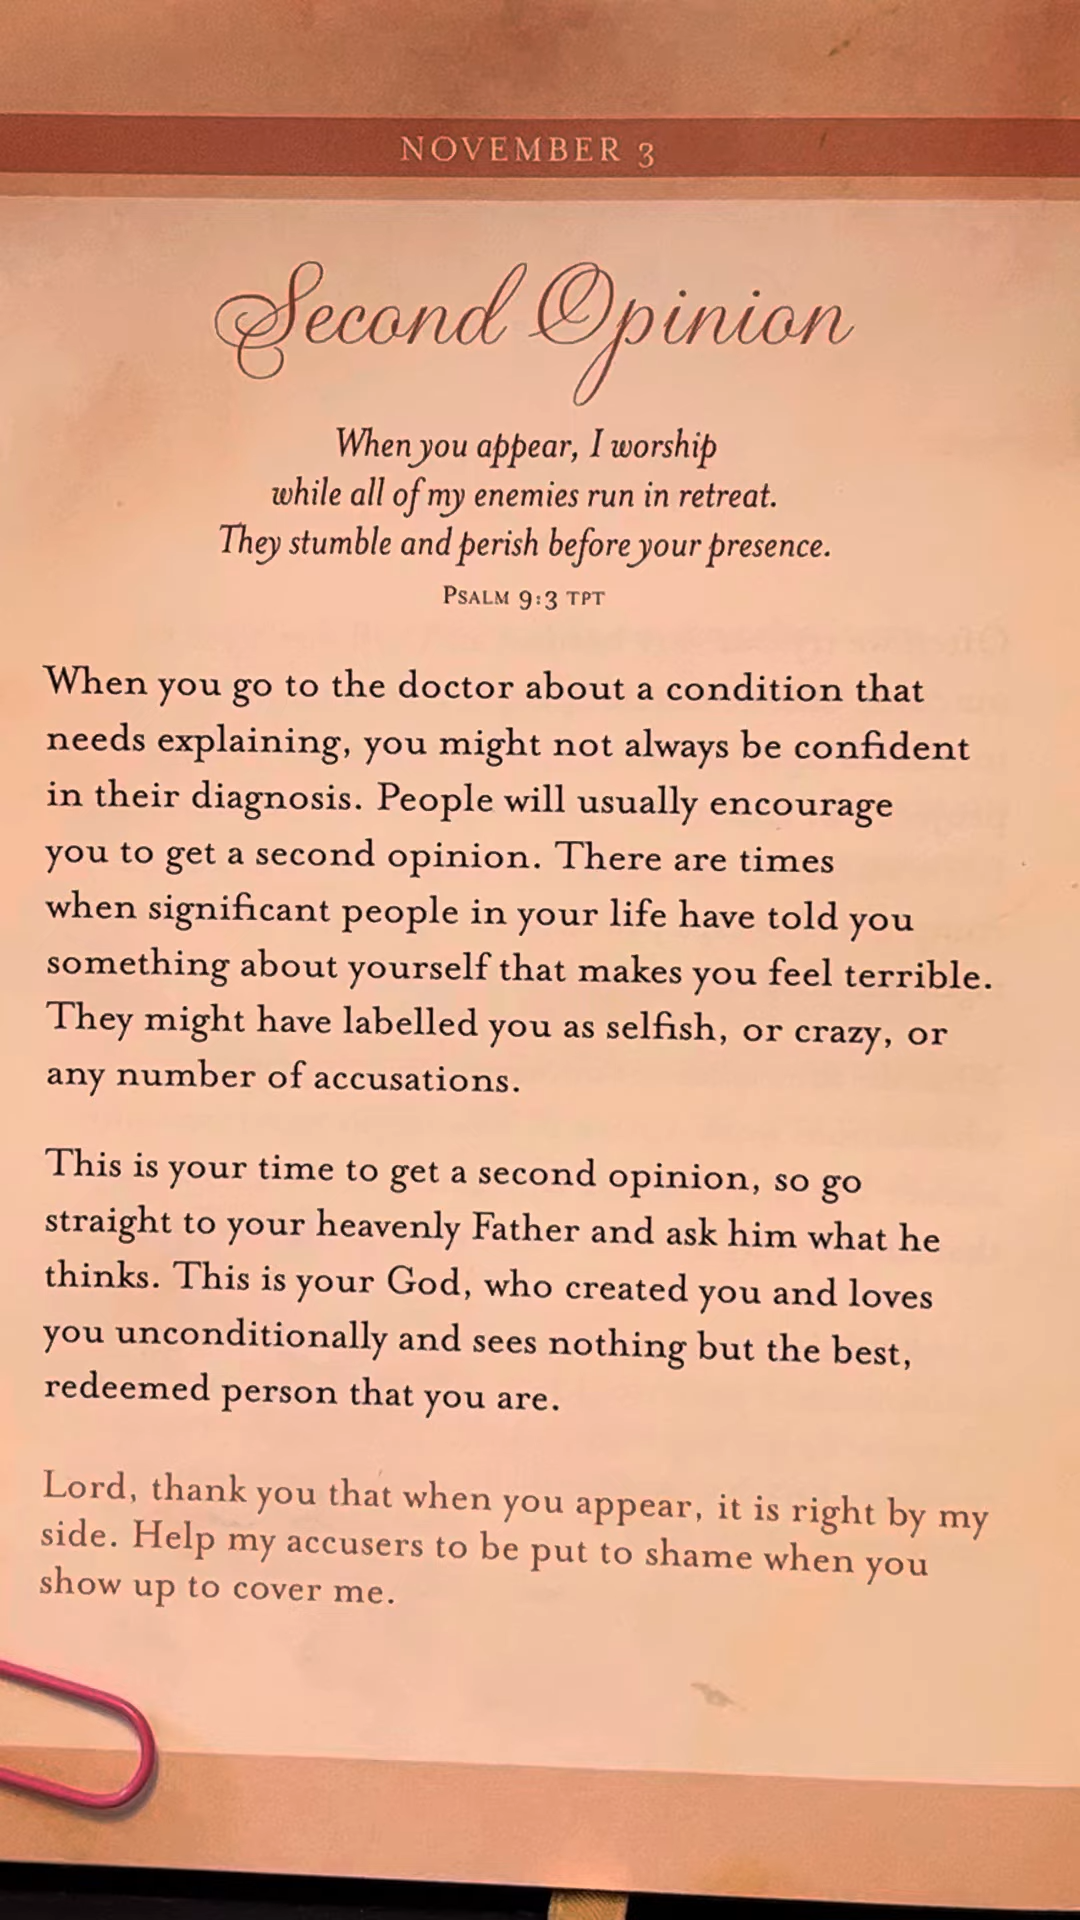 NOVEMBER 3
Second Opinion
When you appear, I worship
while all of my enemies run in retreat.
They stumble and perish before your presence.
PSALM 9:3 TPT
When you go to the doctor about a condition that
needs explaining, you might not always be confident
in their diagnosis. People will usually encourage
you to get a second opinion. There are times
when significant people in your life have told you
something about yourself that makes you feel terrible.
They might have labelled you as selfish, or crazy, or
any number of accusations.
This is your time to get a second opinion, so go
straight to your heavenly Father and ask him what he
thinks. This is your God, who created you and loves
you unconditionally and sees nothing but the best,
redeemed person that you are.
Lord, thank you that when you appear, it is right by my
side. Help my accusers to be put to shame when you
show up to cover me.